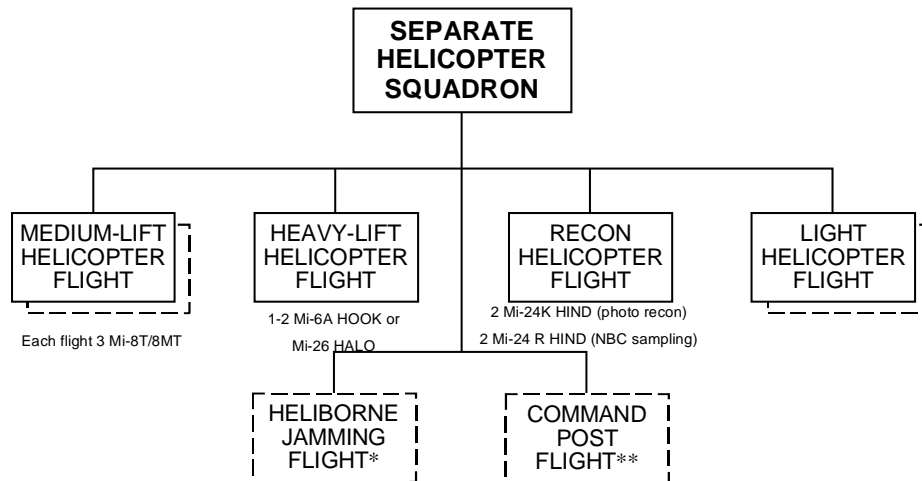 SEPARATE
HELICOPTER
SQUADRON
MEDIUM-LIFT
HELICOPTER
FLIGHT
Each flight 3 Mi-8T/8MT
HEAVY-LIFT
HELICOPTER
FLIGHT
1-2 Mi-6A HOOK or
Mi-26 HALO
RECON
HELICOPTER
FLIGHT
2 Mi-24K HIND (photo recon)
2 Mi-24 R HIND (NBC sampling)
LIGHT
HELICOPTER
FLIGHT
HELIBORNE
JAMMING
FLIGHT*
COMMAND
POST
FLIGHT**